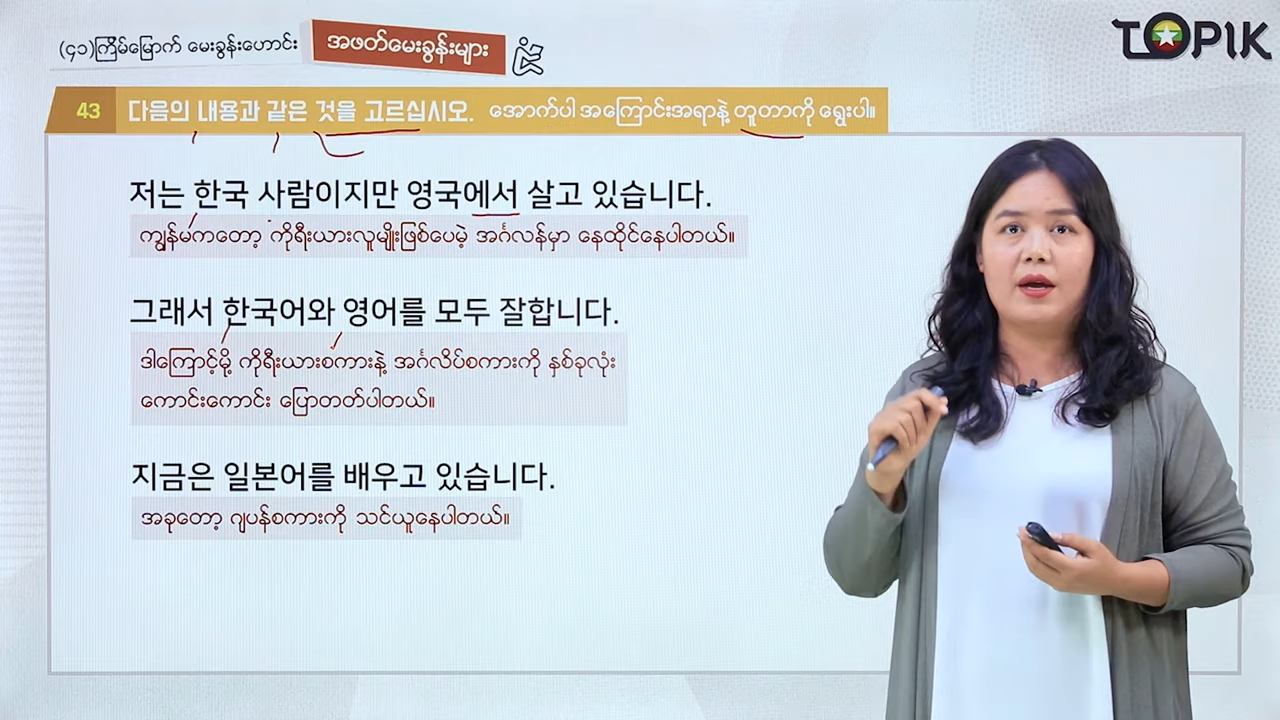 (၄၁)ကြိမ်မြောက် မေးခွန်းဟောင်း အဖတ်မေးခွန်းများ
TOPIK
43 다음의 내용과 같은 것을 고르십시오. အောက်ပါ အကြောင်းအရာနဲ့ တူတာကို ရွေးပါ။
저는 한국 사람이지만 영국에서 살고 있습니다.
ကျွန်မကတော့ ကိုရီးယားလူမျိုးဖြစ်ပေမဲ့ အင်္ဂလန်မှာ နေထိုင်နေပါတယ်။
그래서 한국어와 영어를 모두 잘합니다.
ဒါကြောင့်မို့ ကိုရီးယားစကားနဲ့ အင်္ဂလိပ်စကားကို နှစ်ခုလုံး
ကောင်းကောင်း ပြောတတ်ပါတယ်။
지금은 일본어를 배우고 있습니다.
အခုတော့ ဂျပန်စကားကို သင်ယူနေပါတယ်။